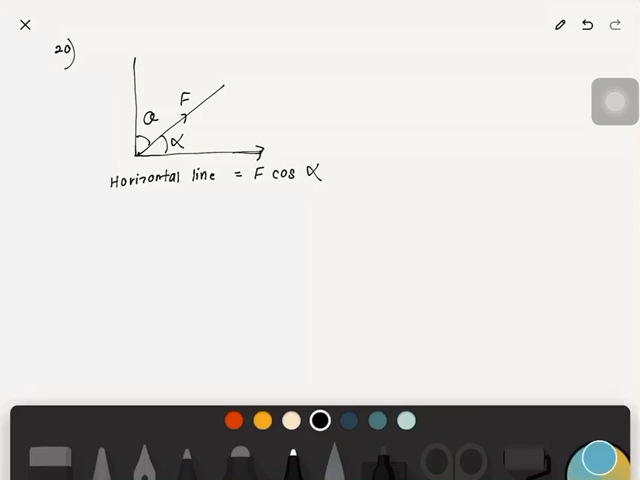 20)
F
θ
α
Horizontal line = F cos α